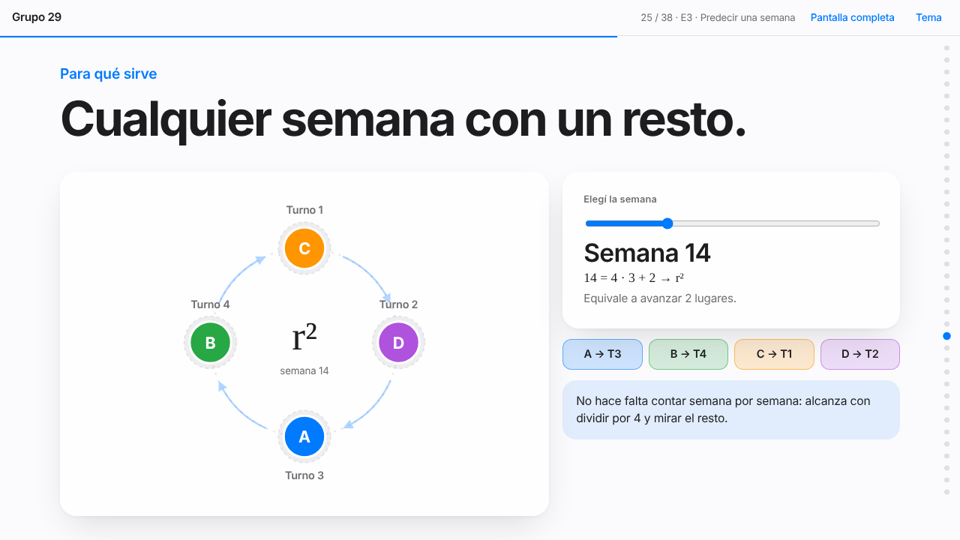 Grupo 29
25 / 38 · E3 · Predecir una semana
Pantalla completa
Tema
Para qué sirve
Cualquier semana con un resto.
Turno 1
C
Turno 4
Turno 2
B
r²
D
semana 14
A
Turno 3
Elegí la semana
Semana 14
14 = 4 · 3 + 2 → r²
Equivale a avanzar 2 lugares.
A → T3
B → T4
C → T1
D → T2
No hace falta contar semana por semana: alcanza con
dividir por 4 y mirar el resto.